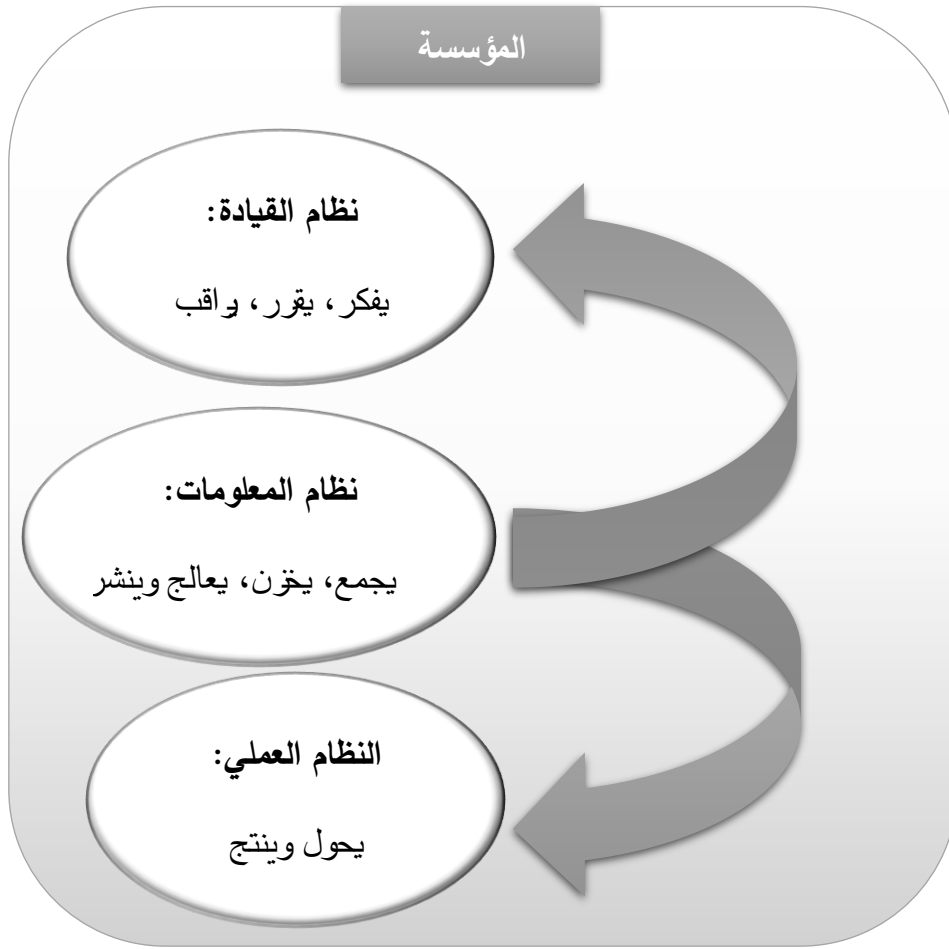 المؤسسة
نظام القيادة:
يفكر، يقرر، يراقب
نظام المعلومات:
يجمع، يخزن، يعالج وينشر
النظام العملي:
يحول وينتج